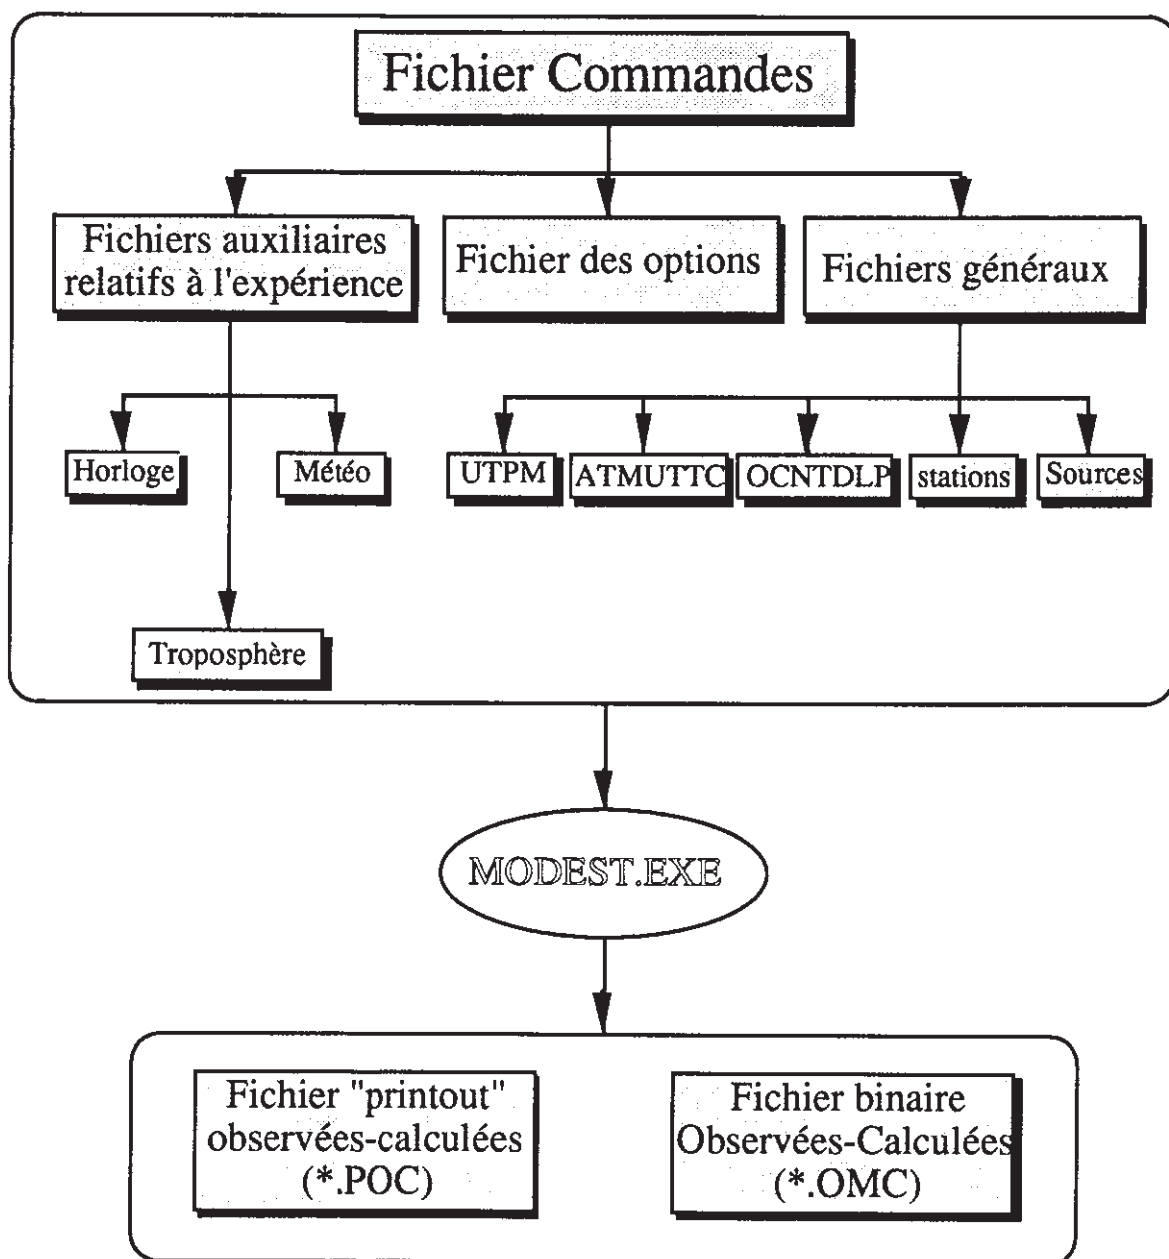 Fichier Commandes
Fichiers auxiliaires
relatifs à l'expérience
Fichier des options
Fichiers généraux
Horloge
Météo
UTPM
ATMUTTC
OCNTDLP
stations
Sources
Troposphère
MODEST.EXE
Fichier "printout"
observées-calculées
(*.POC)
Fichier binaire
Observées-Calculées
(*.OMC)